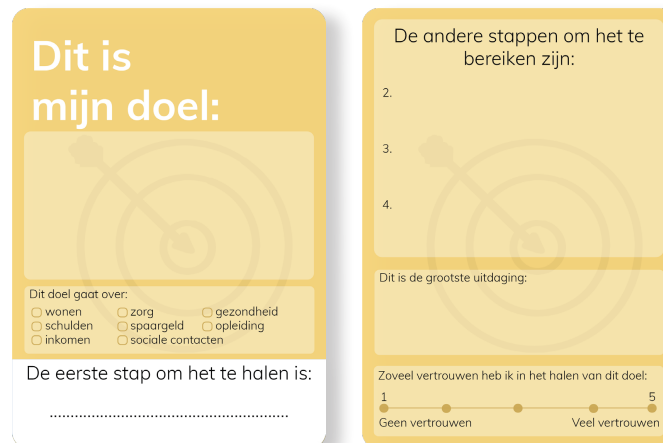 Dit is
mijn doel:
Dit doel gaat over:
wonen zorg gezondheid
schulden spaargeld opleiding
inkomen sociale contacten
De eerste stap om het te halen is:
..........................................................
De andere stappen om het te
bereiken zijn:
2.
3.
4.
Dit is de grootste uitdaging:
Zoveel vertrouwen heb ik in het halen van dit doel:
1 5
Geen vertrouwen Veel vertrouwen